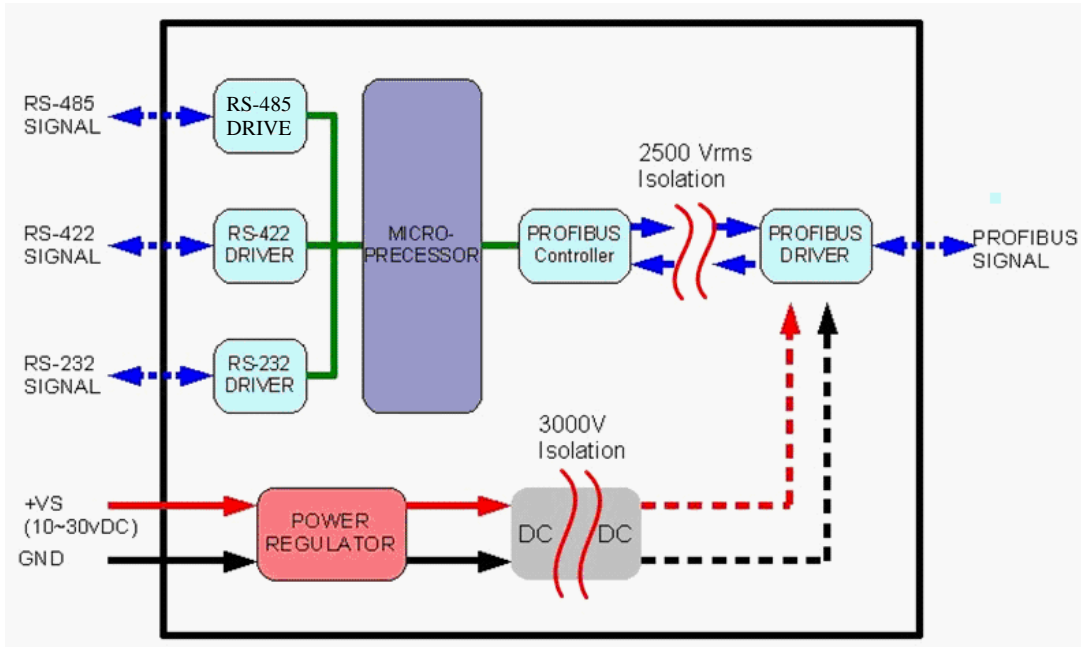 RS-485
SIGNAL
RS-485
DRIVE
2500 Vrms
Isolation
RS-422
SIGNAL
RS-422
DRIVER
MICRO-
PRECESSOR
PROFIBUS
Controller
PROFIBUS
DRIVER
PROFIBUS
SIGNAL
RS-232
SIGNAL
RS-232
DRIVER
3000V
Isolation
+VS
(10~30vDC)
GND
POWER
REGULATOR
DC DC